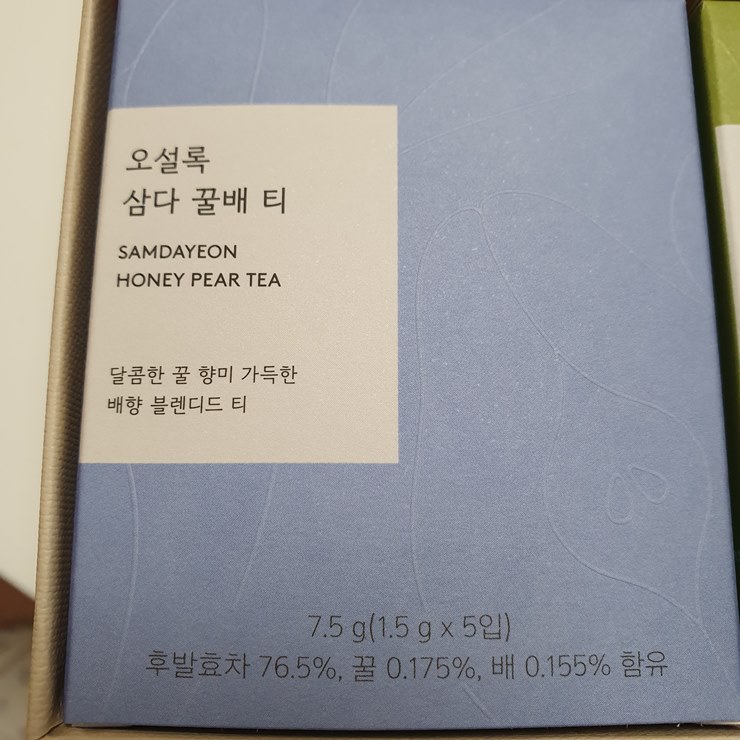 오설록
삼다 꿀배 티
SAMDAYEON
HONEY PEAR TEA
달콤한 꿀 향미 가득한
배향 블렌디드 티
7.5 g(1.5 g x 5입)
후발효차 76.5%, 꿀 0.175%, 배 0.155% 함유